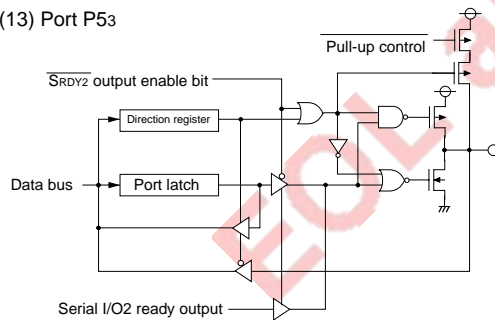 (13) Port P53
Pull-up control
SRDY2 output enable bit
Direction register
Data bus
Port latch
Serial I/O2 ready output
EOL a